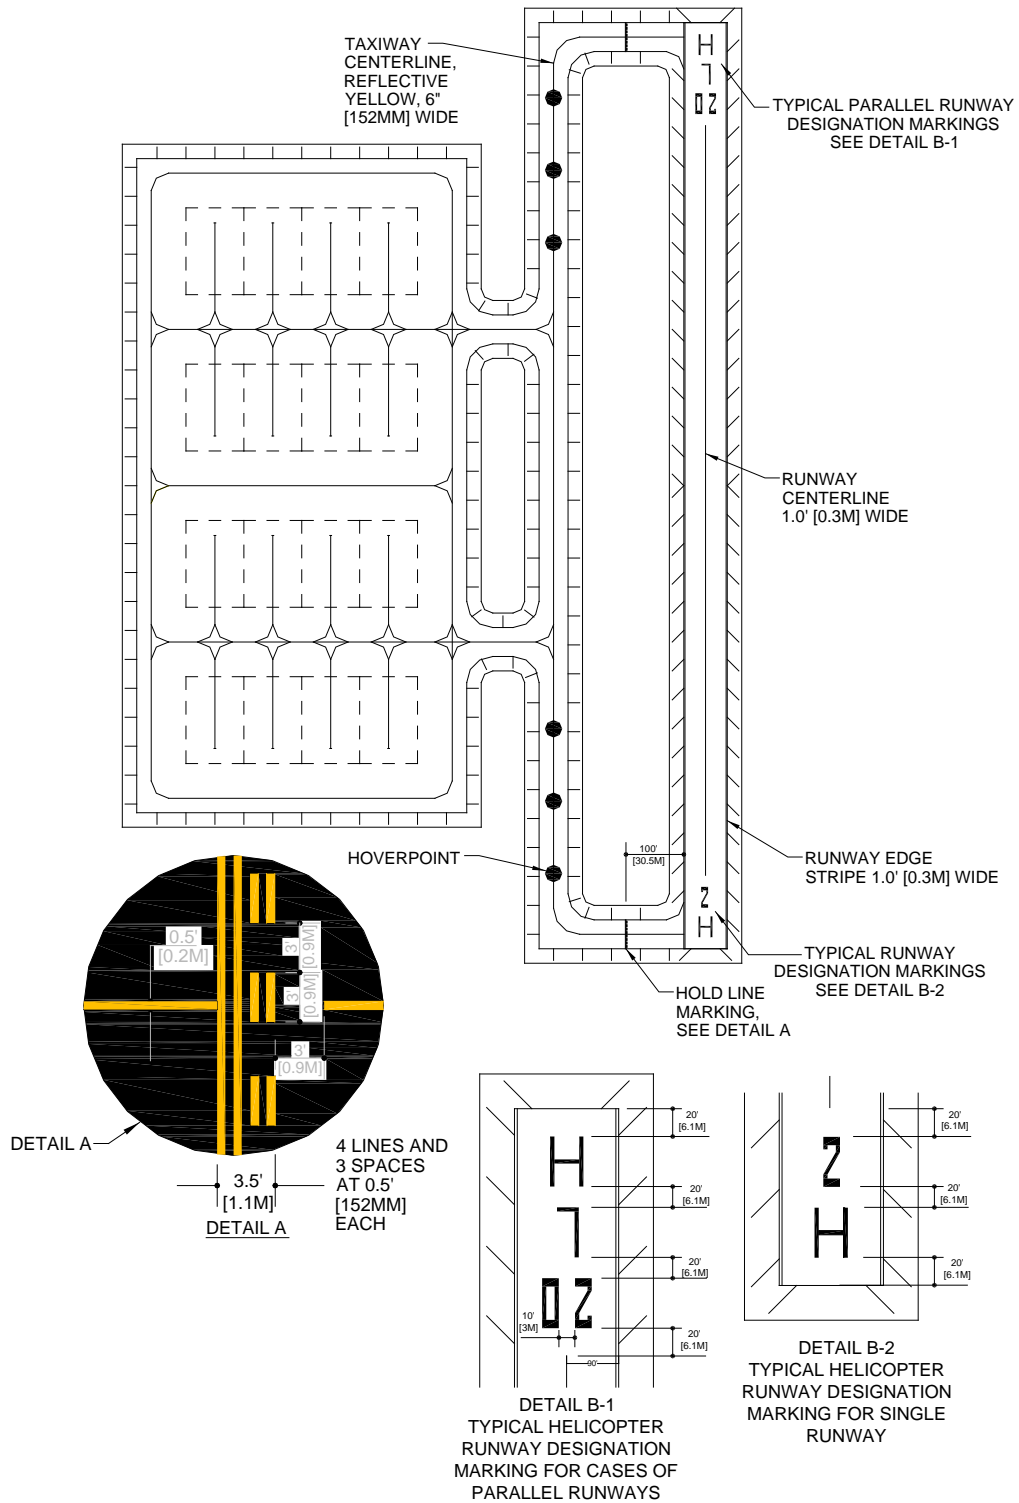 TAXIWAY
CENTERLINE,
REFLECTIVE
YELLOW, 6"
[152MM] WIDE
H
L
20
TYPICAL PARALLEL RUNWAY
DESIGNATION MARKINGS
SEE DETAIL B-1
RUNWAY
CENTERLINE
1.0' [0.3M] WIDE
100'
[30.5M]
HOVERPOINT
RUNWAY EDGE
STRIPE 1.0' [0.3M] WIDE
2
H
TYPICAL RUNWAY
DESIGNATION MARKINGS
SEE DETAIL B-2
HOLD LINE
MARKING,
SEE DETAIL A
0.5'
[0.2M]
3'
[0.9M]
3'
[0.9M]
3'
[0.9M]
DETAIL A
3.5'
[1.1M]
4 LINES AND
3 SPACES
AT 0.5'
[152MM]
EACH
DETAIL A
20'
[6.1M]
H
20'
[6.1M]
L
20'
[6.1M]
02
10'
[3M]
20'
[6.1M]
90'
DETAIL B-1
TYPICAL HELICOPTER
RUNWAY DESIGNATION
MARKING FOR CASES OF
PARALLEL RUNWAYS
20'
[6.1M]
2
20'
[6.1M]
H
20'
[6.1M]
DETAIL B-2
TYPICAL HELICOPTER
RUNWAY DESIGNATION
MARKING FOR SINGLE
RUNWAY